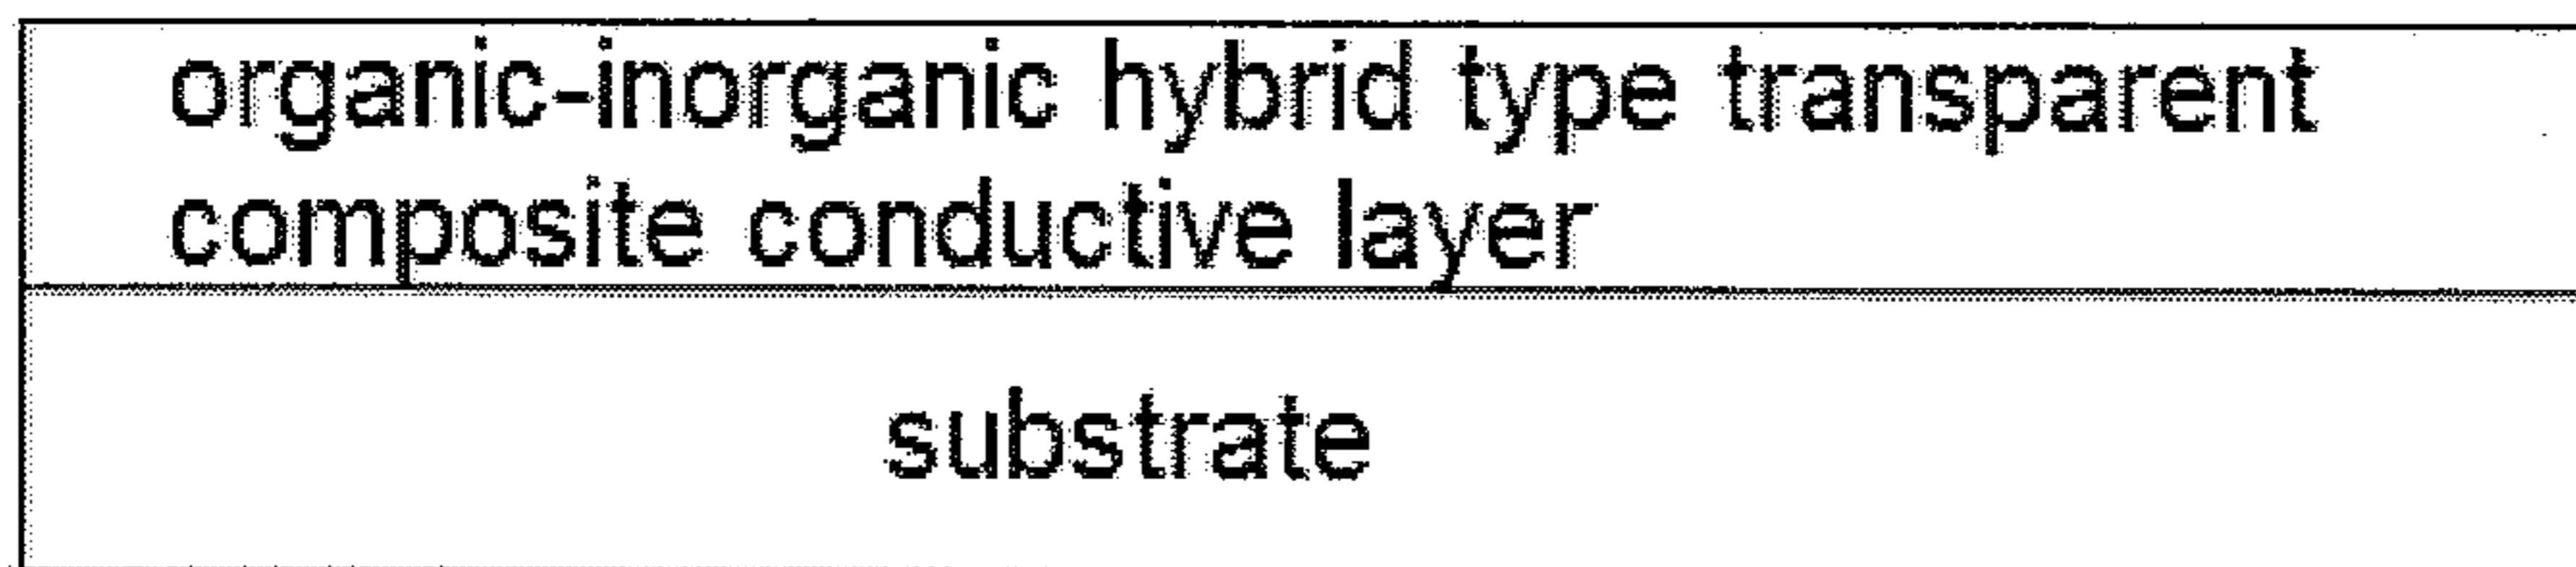 organic-inorganic hybrid type transparent
composite conductive layer
substrate